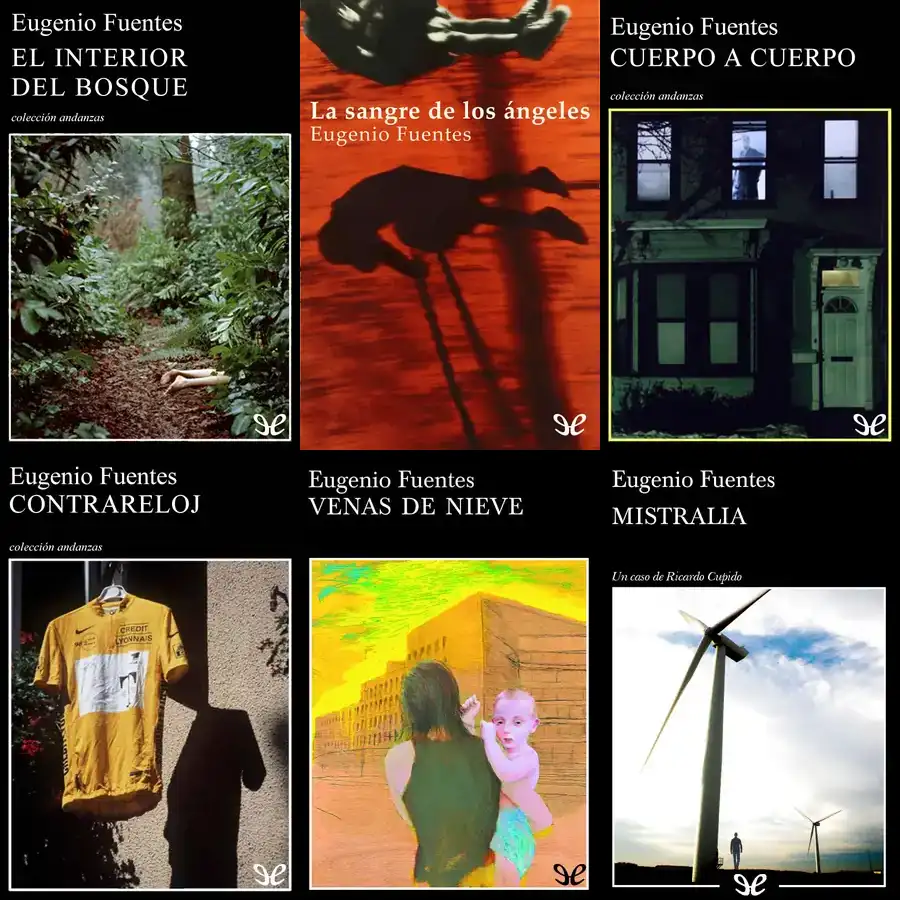 Eugenio Fuentes
EL INTERIOR
DEL BOSQUE
colección andanzas
La sangre de los ángeles
Eugenio Fuentes
Eugenio Fuentes
CUERPO A CUERPO
colección andanzas
Eugenio Fuentes
CONTRARELOJ
colección andanzas
CREDIT
LYONNAIS
Eugenio Fuentes
VENAS DE NIEVE
Eugenio Fuentes
MISTRALIA
Un caso de Ricardo Cupido